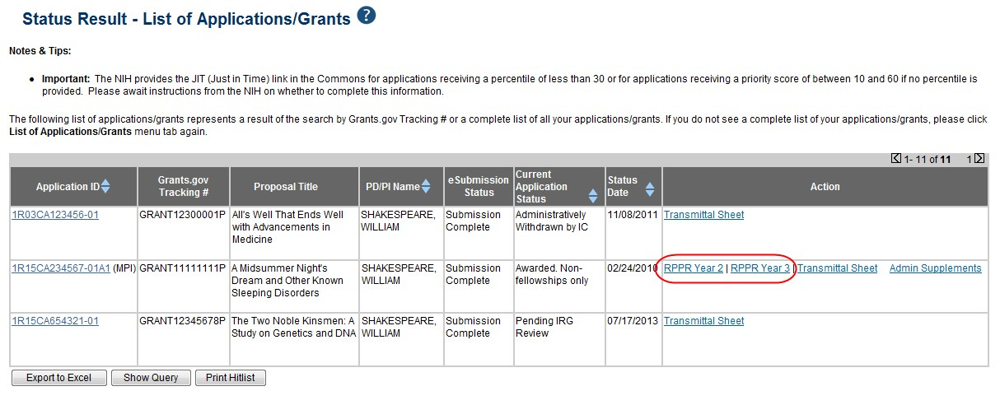 Status Result - List of Applications/Grants ?
Notes & Tips:
• Important: The NIH provides the JIT (Just in Time) link in the Commons for applications receiving a percentile of less than 30 or for applications receiving a priority score of between 10 and 60 if no percentile is
provided. Please await instructions from the NIH on whether to complete this information.
The following list of applications/grants represents a result of the search by Grants.gov Tracking # or a complete list of all your applications/grants. If you do not see a complete list of your applications/grants, please click
List of Applications/Grants menu tab again.
1- 11 of 11 1
Application ID
Grants.gov
Tracking #
Proposal Title
PD/PI Name
eSubmission
Status
Current
Application
Status
Status
Date
Action
1R03CA123456-01
GRANT12300001P
All's Well That Ends Well
with Advancements in
Medicine
SHAKESPEARE,
WILLIAM
Submission
Complete
Administratively
Withdrawn by IC
11/08/2011
Transmittal Sheet
1R15CA234567-01A1 (MPI)
GRANT11111111P
A Midsummer Night's
Dream and Other Known
Sleeping Disorders
SHAKESPEARE,
WILLIAM
Submission
Complete
Awarded. Non-
fellowships only
02/24/2010
RPPR Year 2 | RPPR Year 3 | Transmittal Sheet Admin Supplements
1R15CA654321-01
GRANT12345678P
The Two Noble Kinsmen: A
Study on Genetics and DNA
SHAKESPEARE,
WILLIAM
Submission
Complete
Pending IRG
Review
07/17/2013
Transmittal Sheet
Export to Excel Show Query Print Hitlist